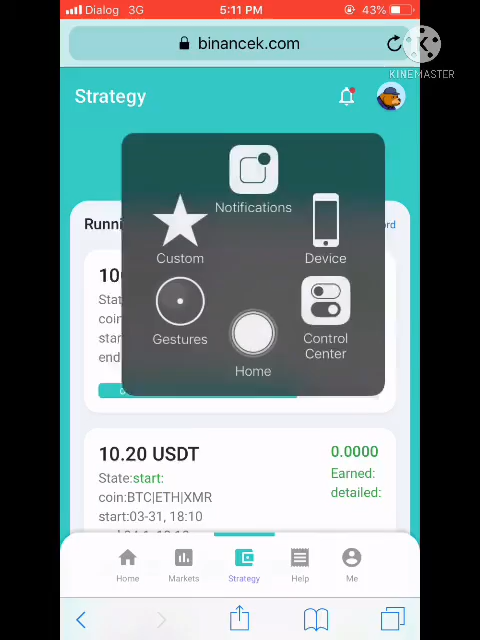 Dialog 3G 5:11 PM 43%
binancek.com
KINEMASTER
Strategy
Notifications
Custom
Device
Gestures
Control
Center
Home
10.20 USDT
0.0000
State:start:
Earned:
coin:BTC|ETH|XMR
detailed:
start:03-31, 18:10
Home Markets Strategy Help Me